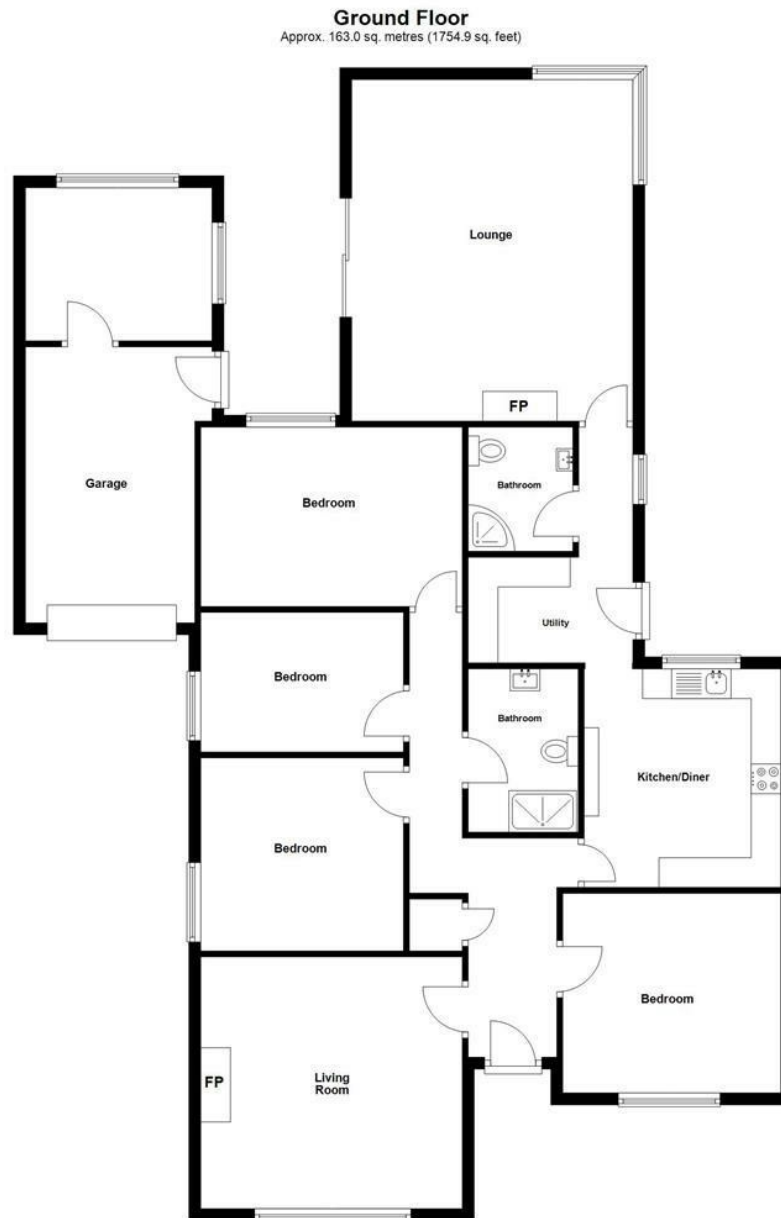 Ground Floor
Approx. 163.0 sq. metres (1754.9 sq. feet)
Lounge
FP
Garage
Bedroom
Bathroom
Utility
Bedroom
Bathroom
Kitchen/Diner
Bedroom
Bedroom
Living
Room
FP